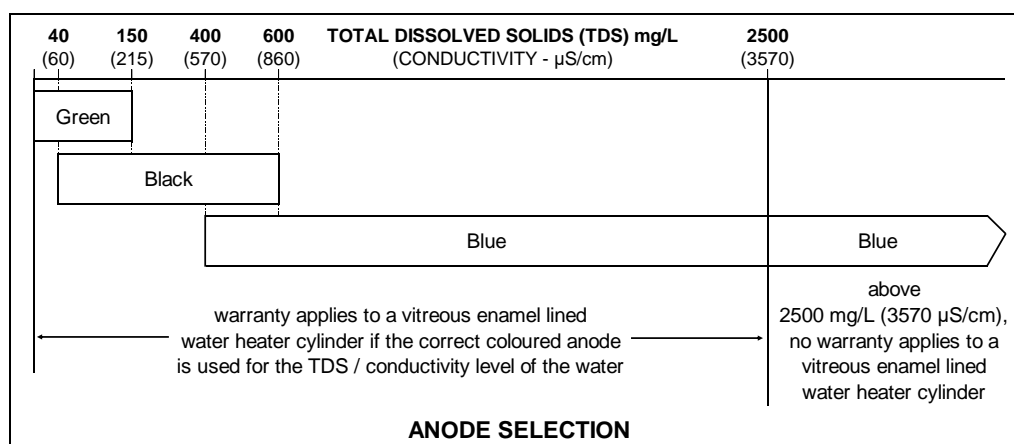 40 150 400 600 TOTAL DISSOLVED SOLIDS (TDS) mg/L 2500
(60) (215) (570) (860) (CONDUCTIVITY - µS/cm) (3570)
Green
Black
Blue Blue
warranty applies to a vitreous enamel lined
water heater cylinder if the correct coloured anode
is used for the TDS / conductivity level of the water
above
2500 mg/L (3570 µS/cm),
no warranty applies to a
vitreous enamel lined
water heater cylinder
ANODE SELECTION